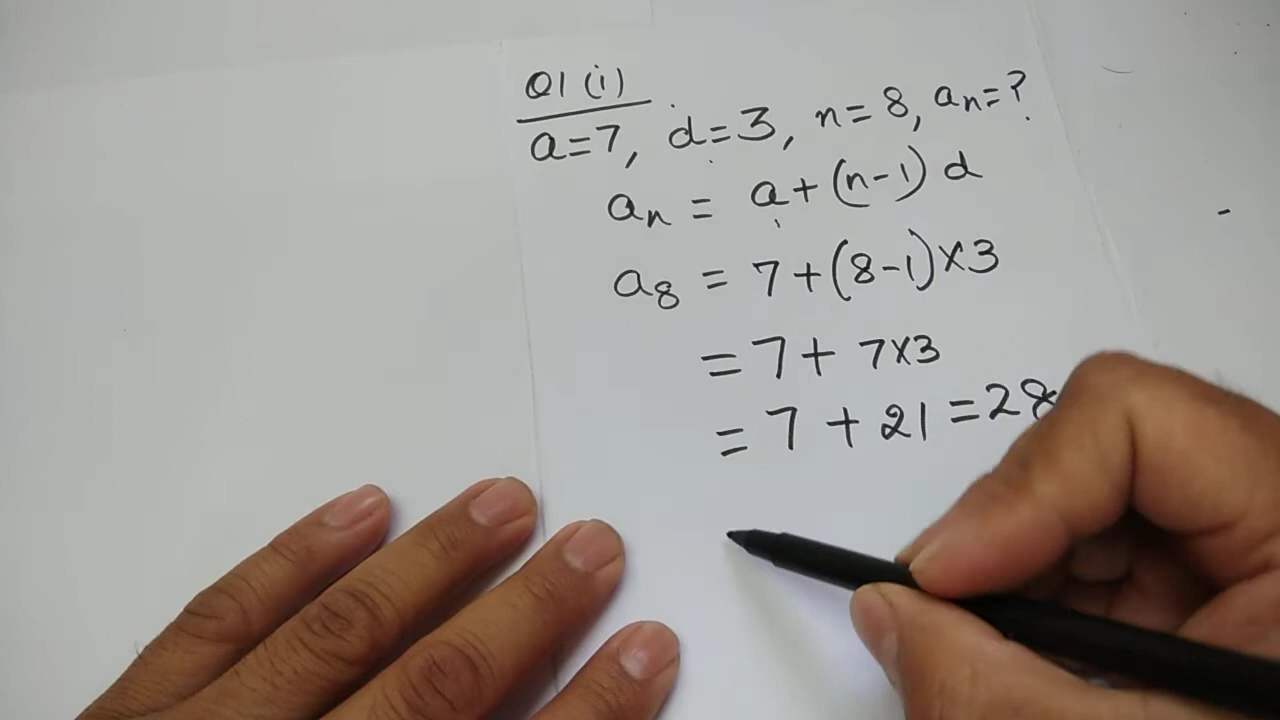 Q1 (i)
a=7, d=3, n=8, an=?
an = a+(n-1) d
a8 = 7+(8-1)×3
= 7+ 7×3
= 7 + 21 = 28